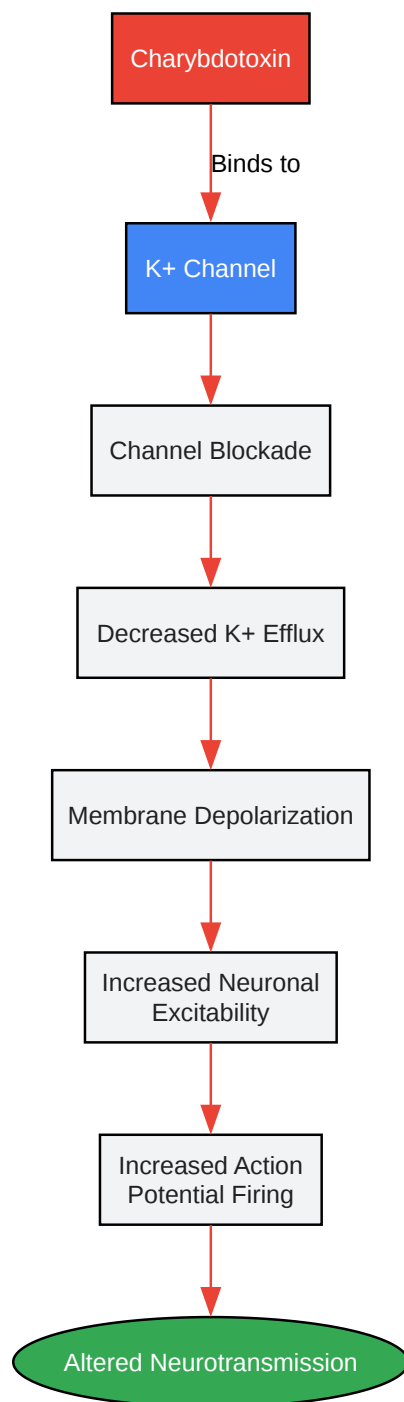 Charybdotoxin
Binds to
K+ Channel
Channel Blockade
Decreased K+ Efflux
Membrane Depolarization
Increased Neuronal
Excitability
Increased Action
Potential Firing
Altered Neurotransmission